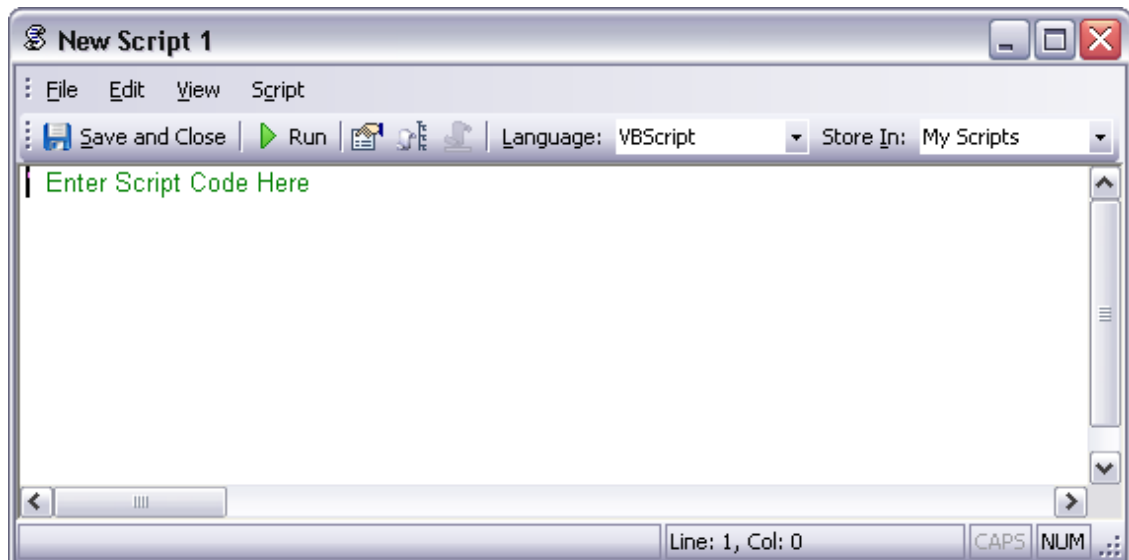 New Script 1
File Edit View Script
Save and Close Run Language: VBScript Store In: My Scripts
' Enter Script Code Here
Line: 1, Col: 0 CAPS NUM